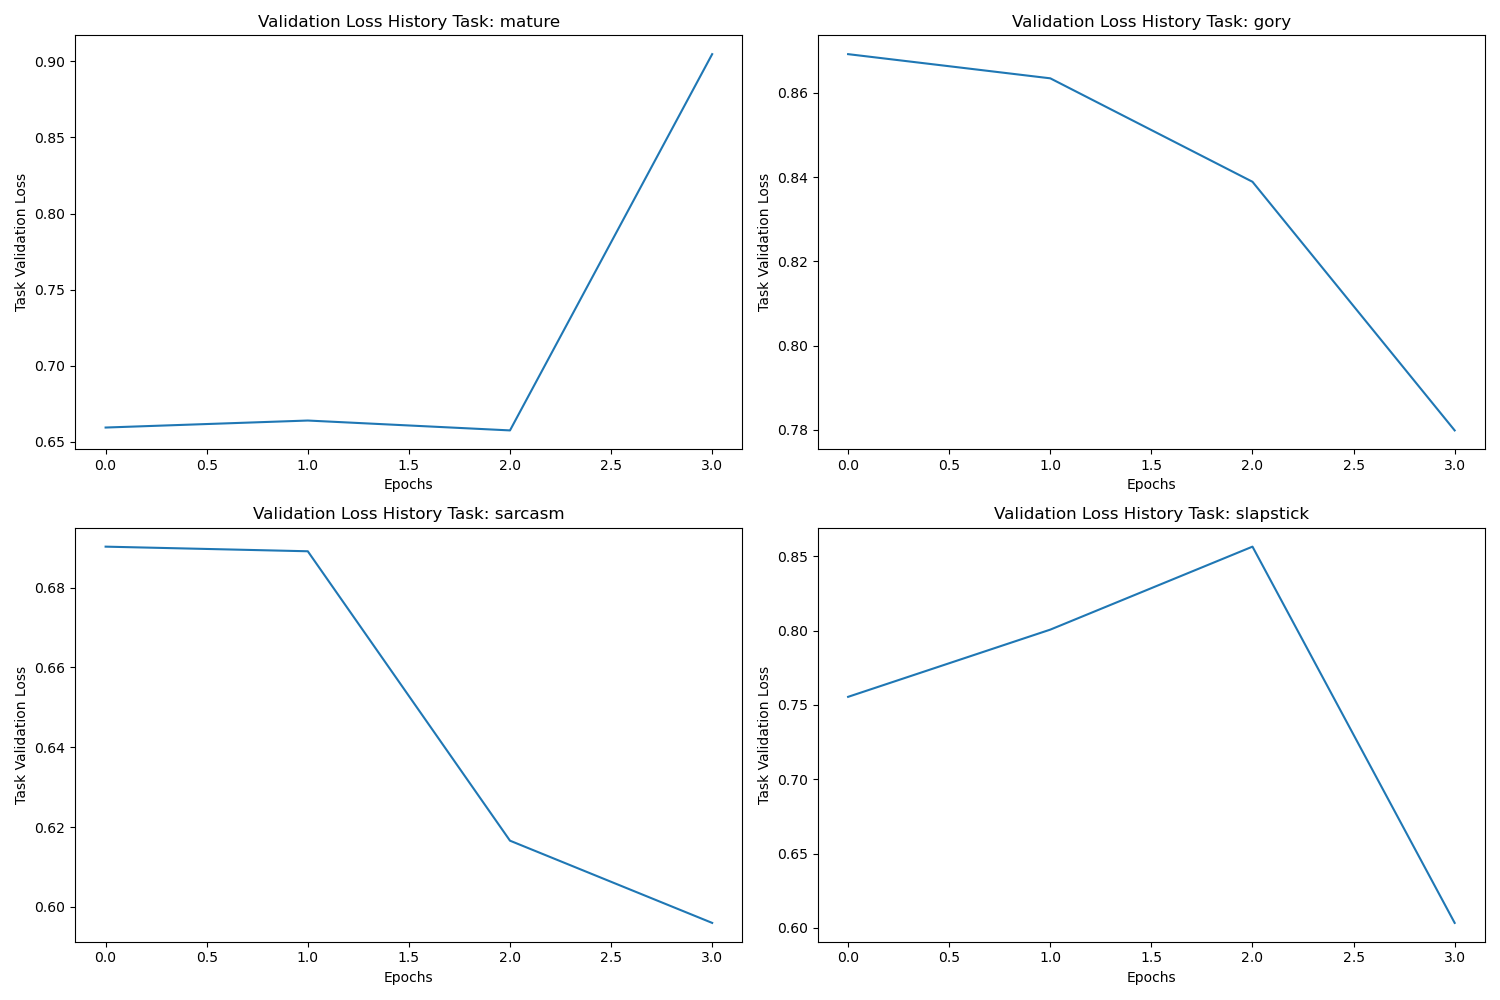 Validation Loss History Task: mature
Task Validation Loss
0.90
0.85
0.80
0.75
0.70
0.65
0.0 0.5 1.0 1.5 2.0 2.5 3.0
Epochs
Validation Loss History Task: gory
Task Validation Loss
0.86
0.84
0.82
0.80
0.78
0.0 0.5 1.0 1.5 2.0 2.5 3.0
Epochs
Validation Loss History Task: sarcasm
Task Validation Loss
0.68
0.66
0.64
0.62
0.60
0.0 0.5 1.0 1.5 2.0 2.5 3.0
Epochs
Validation Loss History Task: slapstick
Task Validation Loss
0.85
0.80
0.75
0.70
0.65
0.60
0.0 0.5 1.0 1.5 2.0 2.5 3.0
Epochs